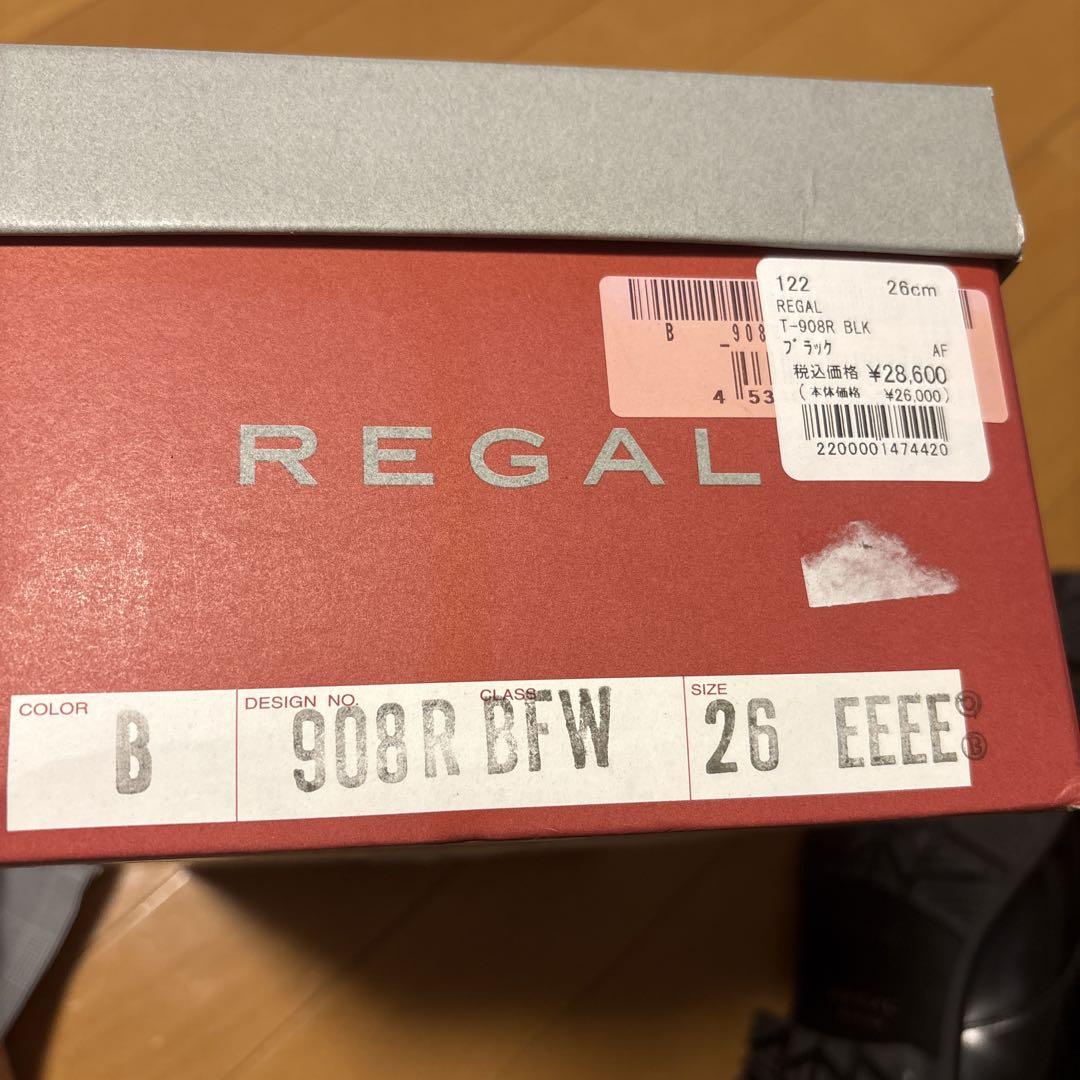 122 26cm
REGAL
T-908R BLK
ﾌﾞﾗｯｸ AF
税込価格 ¥28,600
(本体価格 ¥26,000)
2200001474420
B _908
4 53
REGAL
COLOR B
DESIGN NO. 908R
CLASS BFW
SIZE 26 EEEE
B